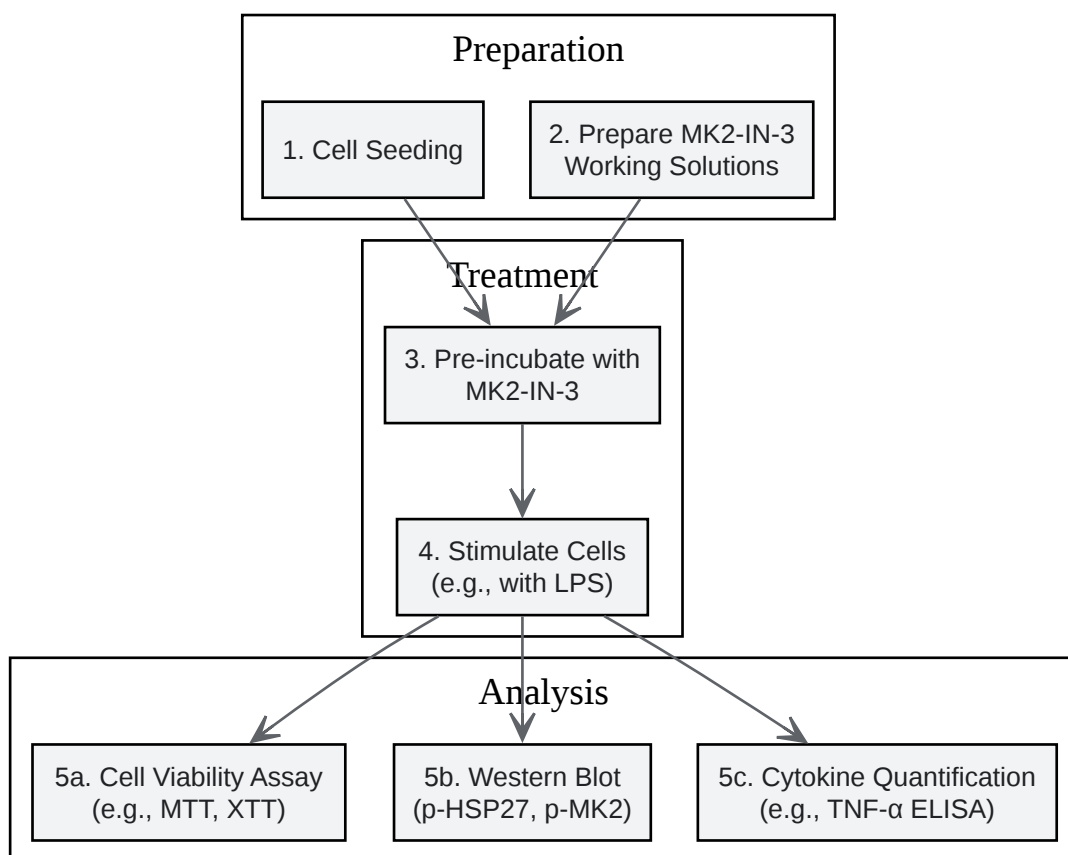 Preparation
1. Cell Seeding
2. Prepare MK2-IN-3
Working Solutions
Treatment
3. Pre-incubate with
MK2-IN-3
4. Stimulate Cells
(e.g., with LPS)
Analysis
5a. Cell Viability Assay
(e.g., MTT, XTT)
5b. Western Blot
(p-HSP27, p-MK2)
5c. Cytokine Quantification
(e.g., TNF-α ELISA)